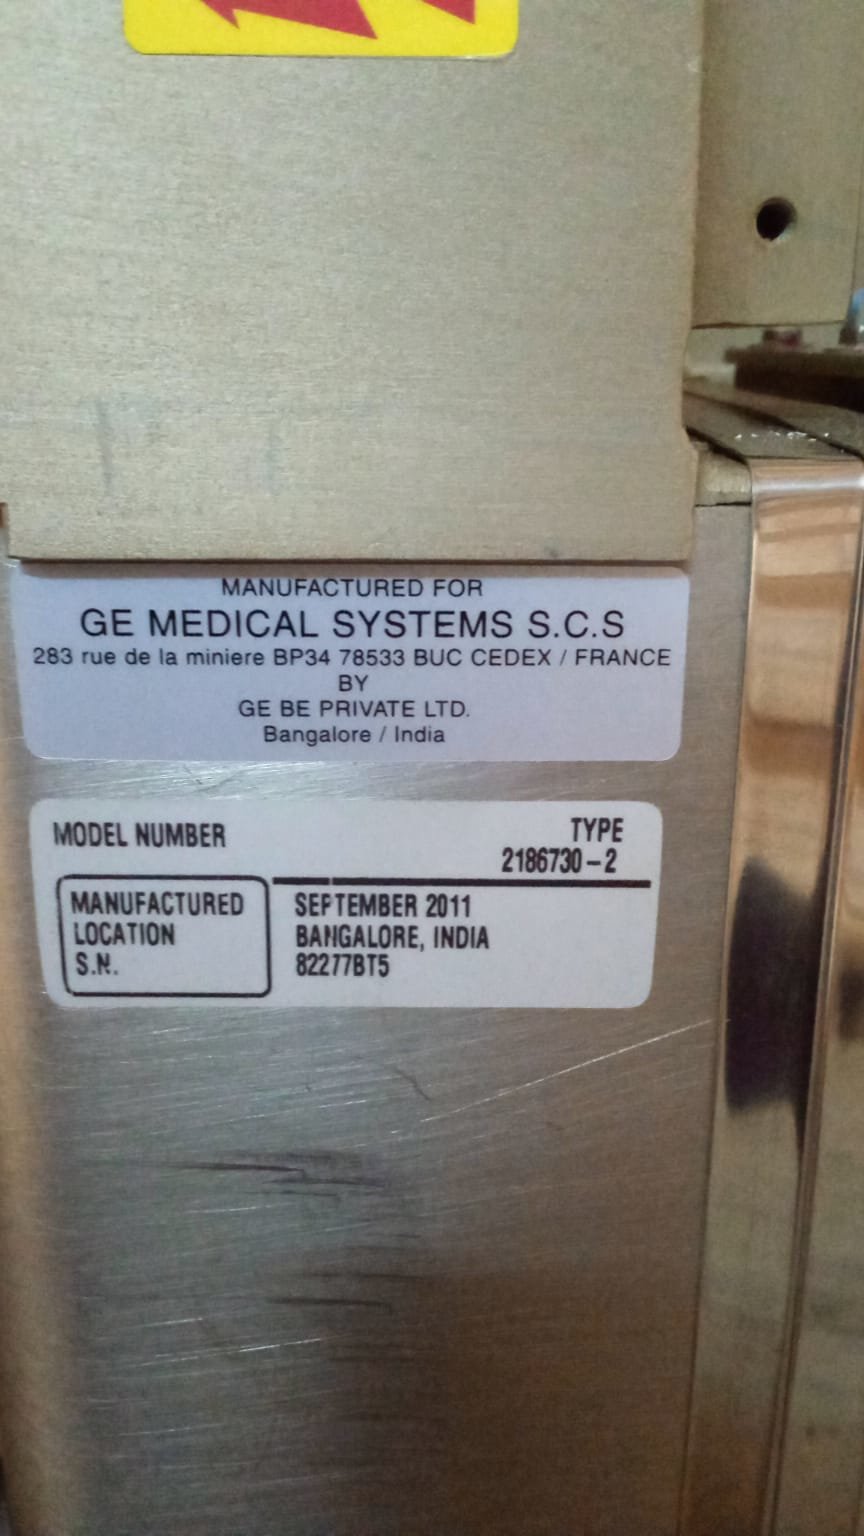 MANUFACTURED FOR
GE MEDICAL SYSTEMS S.C.S
283 rue de la miniere BP34 78533 BUC CEDEX / FRANCE
BY
GE BE PRIVATE LTD.
Bangalore / India
MODEL NUMBER
TYPE
2186730-2
MANUFACTURED SEPTEMBER 2011
LOCATION BANGALORE, INDIA
S.N. 82277BT5